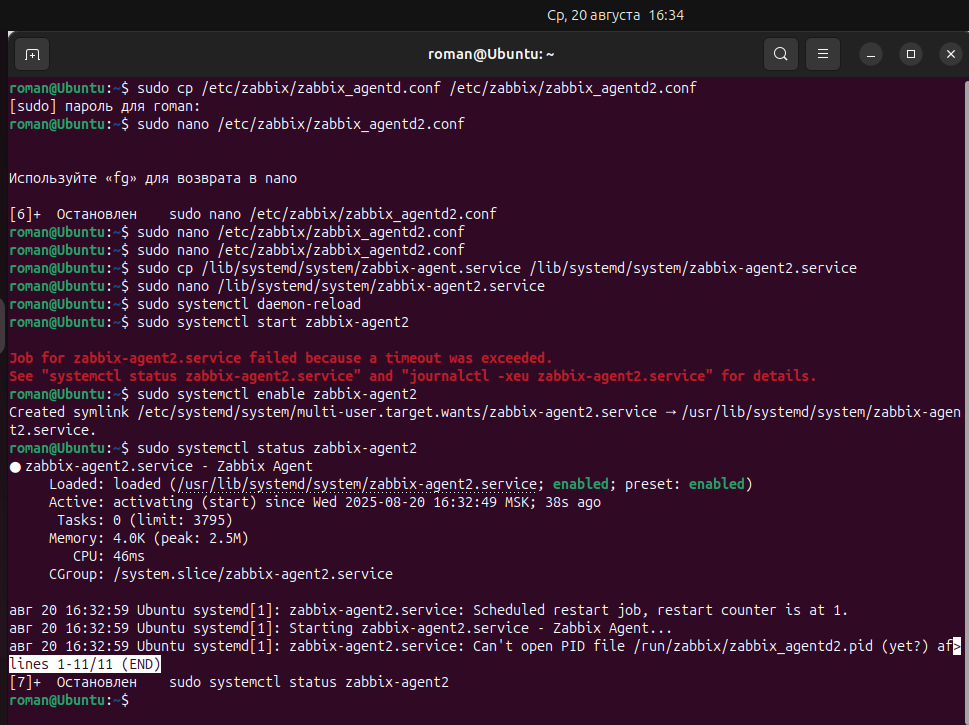 Ср, 20 августа 16:34
roman@Ubuntu: ~
roman@Ubuntu:~$ sudo cp /etc/zabbix/zabbix_agentd.conf /etc/zabbix/zabbix_agentd2.conf
[sudo] пароль для roman:
roman@Ubuntu:~$ sudo nano /etc/zabbix/zabbix_agentd2.conf
Используйте «fg» для возврата в nano
[6]+  Остановлен    sudo nano /etc/zabbix/zabbix_agentd2.conf
roman@Ubuntu:~$ sudo nano /etc/zabbix/zabbix_agentd2.conf
roman@Ubuntu:~$ sudo nano /etc/zabbix/zabbix_agentd2.conf
roman@Ubuntu:~$ sudo cp /lib/systemd/system/zabbix-agent.service /lib/systemd/system/zabbix-agent2.service
roman@Ubuntu:~$ sudo nano /lib/systemd/system/zabbix-agent2.service
roman@Ubuntu:~$ sudo systemctl daemon-reload
roman@Ubuntu:~$ sudo systemctl start zabbix-agent2
Job for zabbix-agent2.service failed because a timeout was exceeded.
See "systemctl status zabbix-agent2.service" and "journalctl -xeu zabbix-agent2.service" for details.
roman@Ubuntu:~$ sudo systemctl enable zabbix-agent2
Created symlink /etc/systemd/system/multi-user.target.wants/zabbix-agent2.service → /usr/lib/systemd/system/zabbix-agen
t2.service.
roman@Ubuntu:~$ sudo systemctl status zabbix-agent2
● zabbix-agent2.service - Zabbix Agent
     Loaded: loaded (/usr/lib/systemd/system/zabbix-agent2.service; enabled; preset: enabled)
     Active: activating (start) since Wed 2025-08-20 16:32:49 MSK; 38s ago
      Tasks: 0 (limit: 3795)
     Memory: 4.0K (peak: 2.5M)
        CPU: 46ms
     CGroup: /system.slice/zabbix-agent2.service
авг 20 16:32:59 Ubuntu systemd[1]: zabbix-agent2.service: Scheduled restart job, restart counter is at 1.
авг 20 16:32:59 Ubuntu systemd[1]: Starting zabbix-agent2.service - Zabbix Agent...
авг 20 16:32:59 Ubuntu systemd[1]: zabbix-agent2.service: Can't open PID file /run/zabbix/zabbix_agentd2.pid (yet?) af>
lines 1-11/11 (END)
[7]+  Остановлен    sudo systemctl status zabbix-agent2
roman@Ubuntu:~$